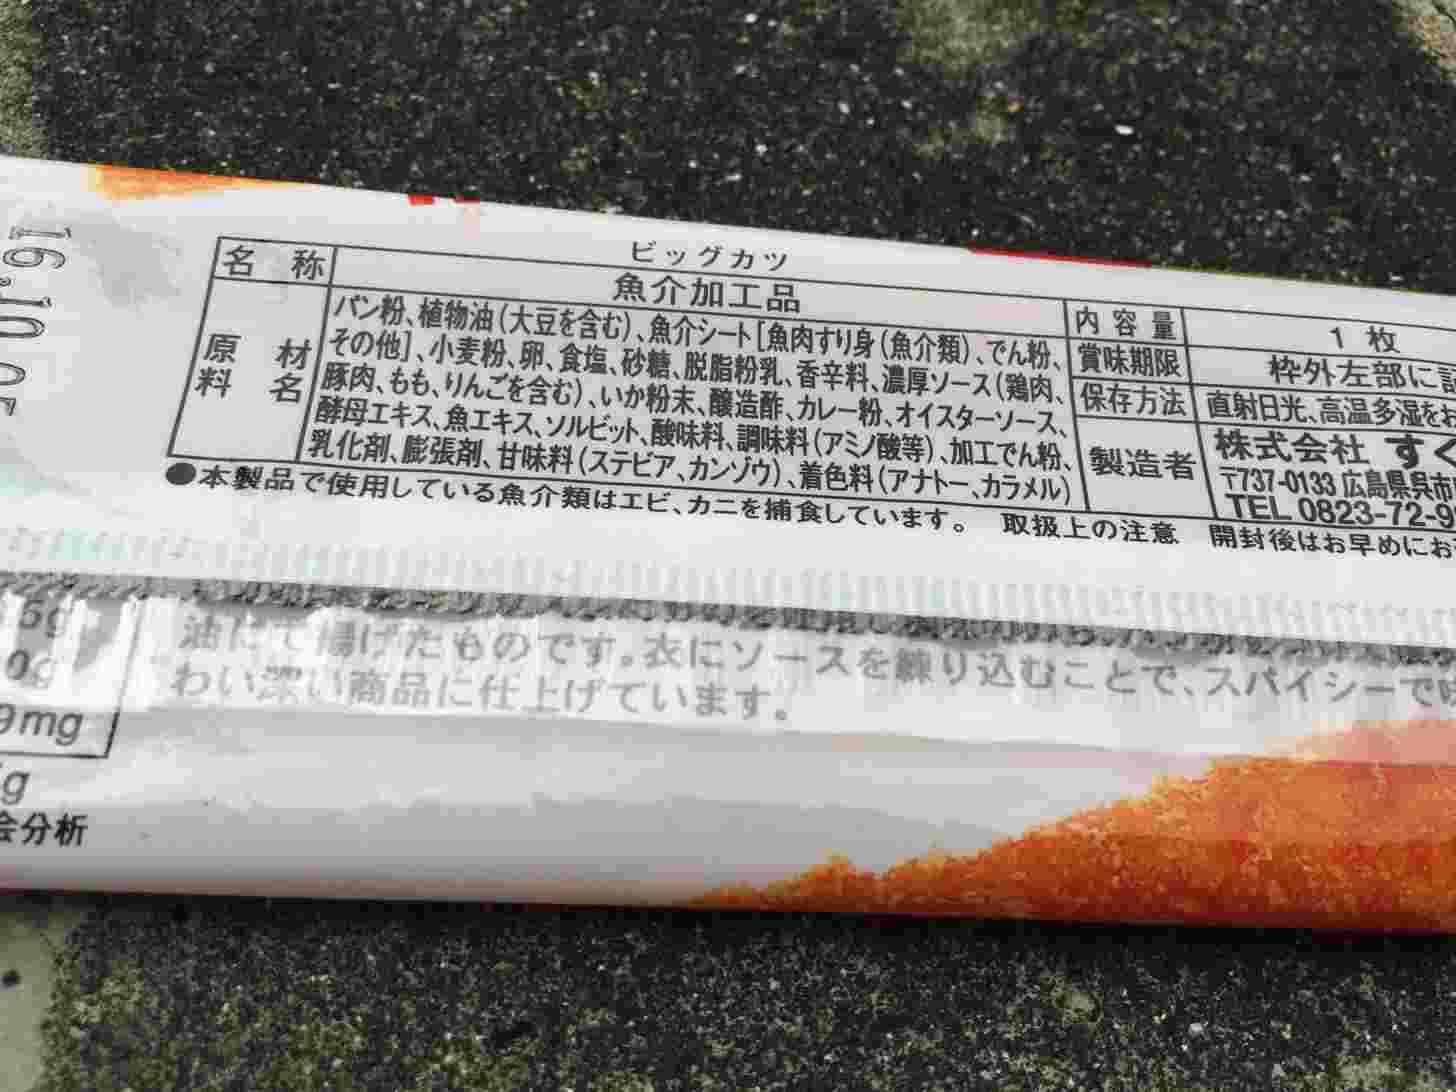 ビッグカツ
名 称 魚介加工品
原材料名 パン粉、植物油(大豆を含む)、魚介シート[魚肉すり身(魚介類)、でん粉、
その他]、小麦粉、卵、食塩、砂糖、脱脂粉乳、香辛料、濃厚ソース(鶏肉、
豚肉、もも、りんごを含む)、いか粉末、醸造酢、カレー粉、オイスターソース、
酵母エキス、魚エキス、ソルビット、酸味料、調味料(アミノ酸等)、加工でん粉、
乳化剤、膨張剤、甘味料(ステビア、カンゾウ)、着色料(アナトー、カラメル)
内容量 1枚
賞味期限 枠外左部に記
保存方法 直射日光、高温多湿を
製造者 株式会社 すぐ
〒737-0133 広島県呉市
TEL 0823-72-9
●本製品で使用している魚介類はエビ、カニを捕食しています。 取扱上の注意 開封後はお早めにお
16.10.
油にて揚げたものです。衣にソースを練り込むことで、スパイシーで
わい深い商品に仕上げています。
5g
0g
9mg
g
会分析